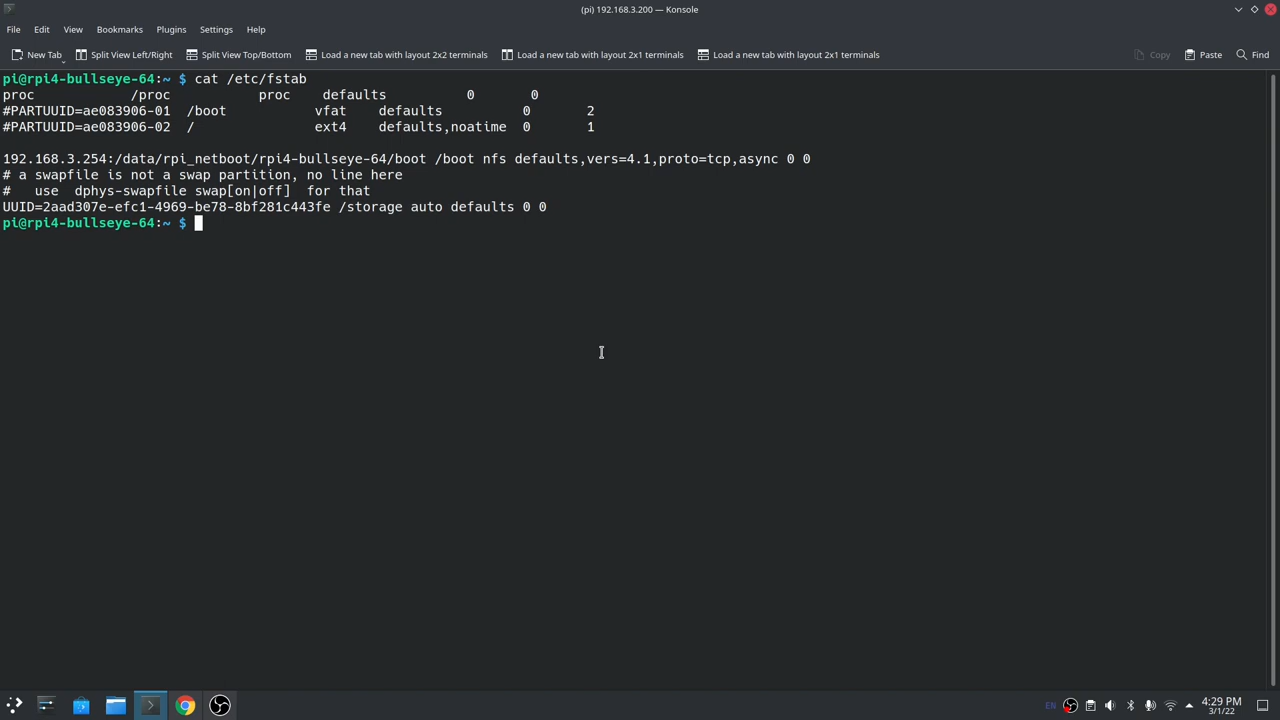 (pi) 192.168.3.200 — Konsole
File Edit View Bookmarks Plugins Settings Help
New Tab Split View Left/Right Split View Top/Bottom Load a new tab with layout 2x2 terminals Load a new tab with layout 2x1 terminals Load a new tab with layout 2x1 terminals Copy Paste Find
pi@rpi4-bullseye-64:~ $ cat /etc/fstab
proc /proc proc defaults 0 0
#PARTUUID=ae083906-01 /boot vfat defaults 0 2
#PARTUUID=ae083906-02 / ext4 defaults,noatime 0 1
192.168.3.254:/data/rpi_netboot/rpi4-bullseye-64/boot /boot nfs defaults,vers=4.1,proto=tcp,async 0 0
# a swapfile is not a swap partition, no line here
# use dphys-swapfile swap[on|off] for that
UUID=2aad307e-efc1-4969-be78-8bf281c443fe /storage auto defaults 0 0
pi@rpi4-bullseye-64:~ $
EN 4:29 PM
3/1/22